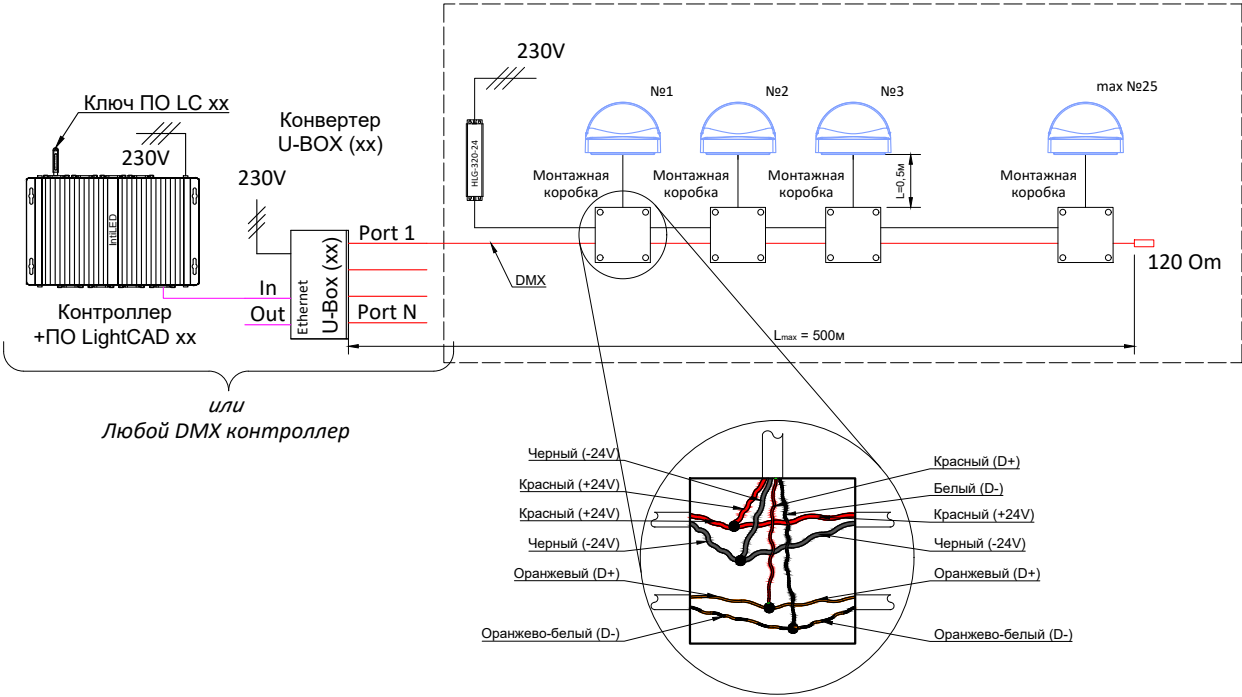 Ключ ПО LC xx
230V
IntiLED
Контроллер
+ПО LightCAD xx
Конвертер
U-BOX (xx)
230V
In
Out
Ethernet
U-Box (xx)
Port 1
Port N
или
Любой DMX контроллер
230V
HLG-320-24
DMX
№1
№2
№3
max №25
Монтажная
коробка
Монтажная
коробка
Монтажная
коробка
Монтажная
коробка
L=0,5м
120 Om
Lmax = 500м
Черный (-24V)
Красный (+24V)
Красный (+24V)
Черный (-24V)
Оранжевый (D+)
Оранжево-белый (D-)
Красный (D+)
Белый (D-)
Красный (+24V)
Черный (-24V)
Оранжевый (D+)
Оранжево-белый (D-)